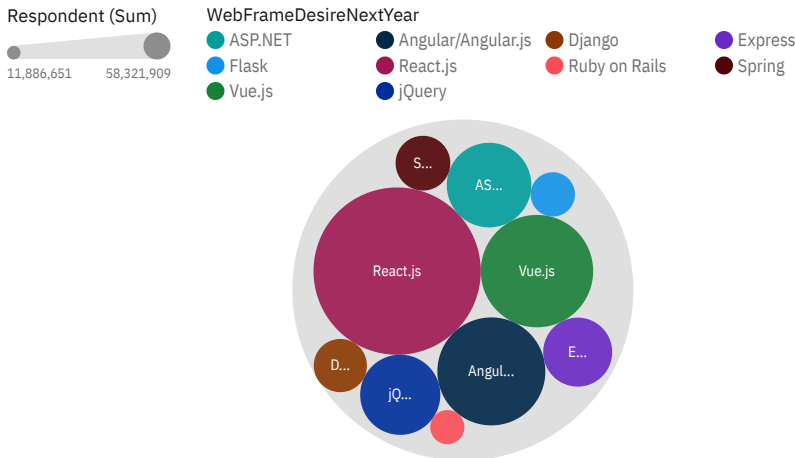 Respondent (Sum)
11,886,651 58,321,909
WebFrameDesireNextYear
ASP.NET Angular/Angular.js Django Express
Flask React.js Ruby on Rails Spring
Vue.js jQuery
S...
AS...
React.js
Vue.js
E...
D...
Angul...
jQ...